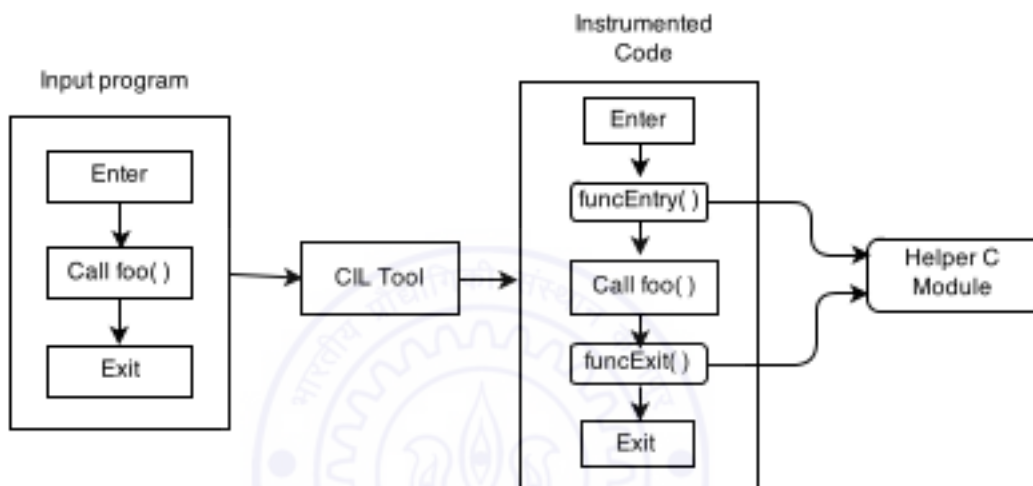 Instrumented
Code
Input program
Enter
Call foo( )
Exit
CIL Tool
Enter
funcEntry( )
Call foo( )
funcExit( )
Exit
Helper C
Module